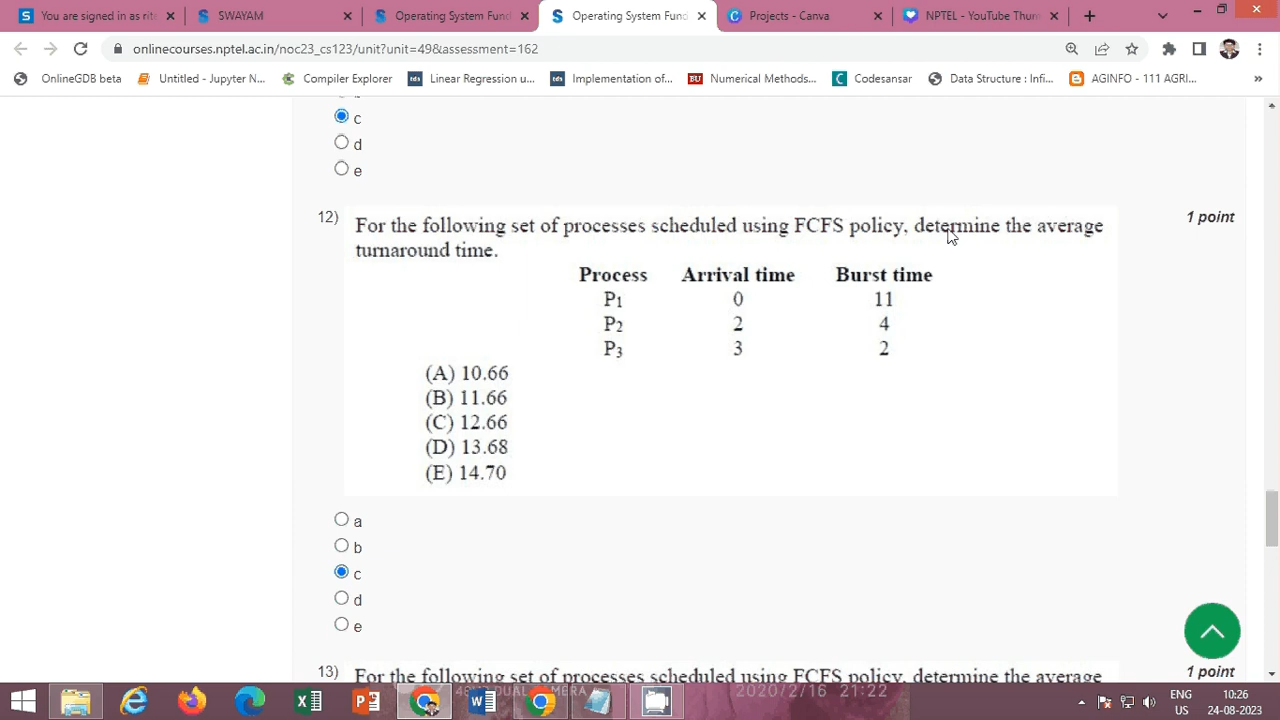 You are signed in as rit
SWAYAM
Operating System Fund
Operating System Fund
Projects - Canva
NPTEL - YouTube Thum
onlinecourses.nptel.ac.in/noc23_cs123/unit?unit=49&assessment=162
OnlineGDB beta
Untitled - Jupyter N...
Compiler Explorer
Linear Regression u...
Implementation of...
Numerical Methods...
Codesansar
Data Structure : Infi...
AGINFO - 111 AGRI...
»
c
d
e
12)
For the following set of processes scheduled using FCFS policy, determine the average
turnaround time.
1 point
Process Arrival time Burst time
P1 0 11
P2 2 4
P3 3 2
(A) 10.66
(B) 11.66
(C) 12.66
(D) 13.68
(E) 14.70
a
b
c
d
e
13)
For the following set of processes scheduled using FCFS policy, determine the average
1 point
2020/2/16 21:22
ENG
US
10:26
24-08-2023